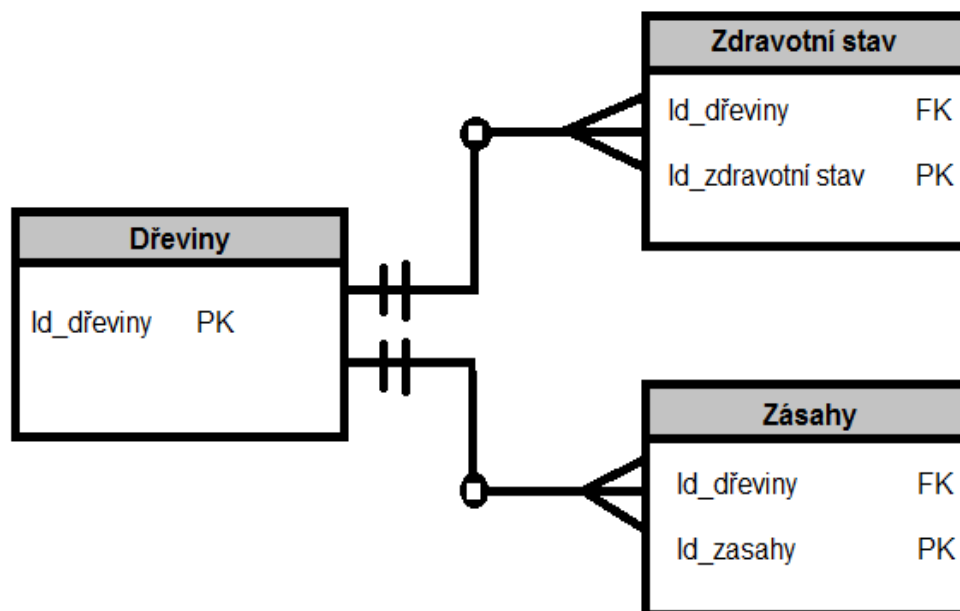 Zdravotní stav
Id_dřeviny FK
Id_zdravotní stav PK
Dřeviny
Id_dřeviny PK
Zásahy
Id_dřeviny FK
Id_zasahy PK